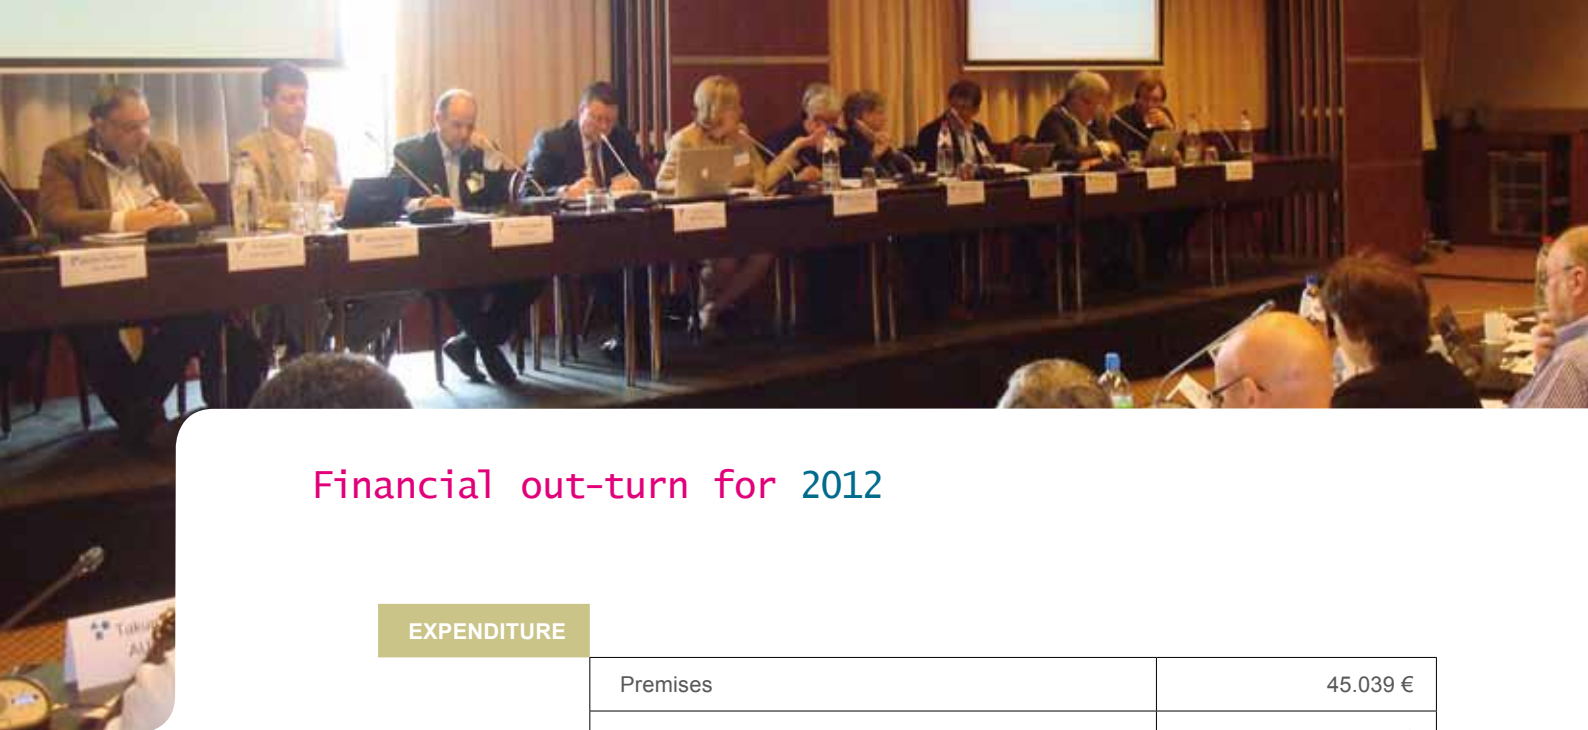 Financial out-turn for 2012
EXPENDITURE
Premises 45.039 €